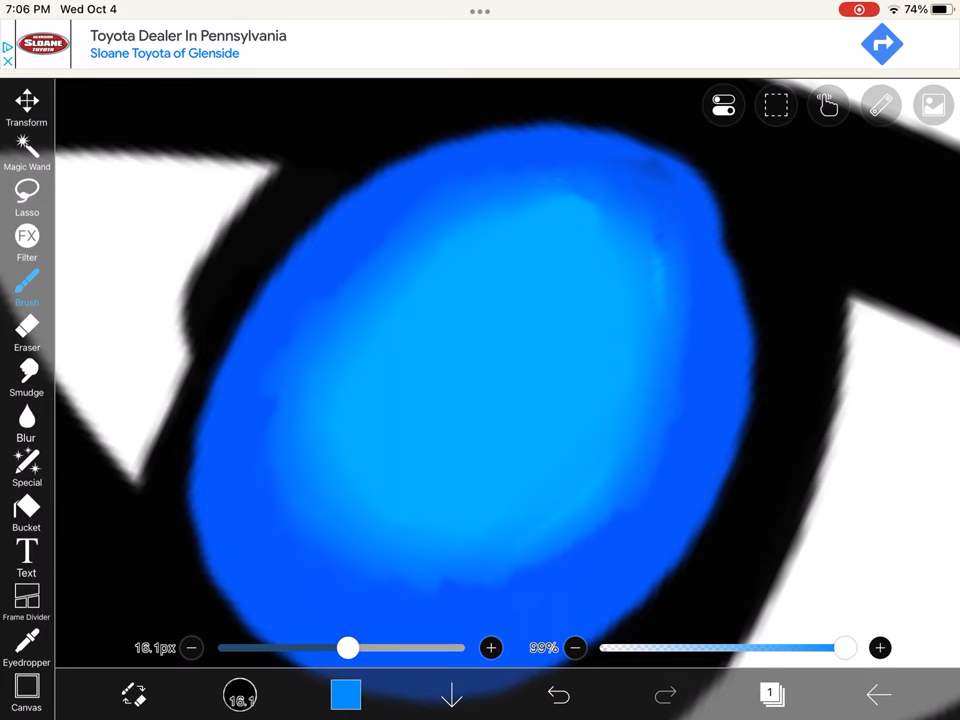 7:06 PM Wed Oct 4
74%
SLOANE
TOYOTA
Toyota Dealer In Pennsylvania
Sloane Toyota of Glenside
Transform
Magic Wand
Lasso
FX
Filter
Brush
Eraser
Smudge
Blur
Special
Bucket
T
Text
Frame Divider
Eyedropper
Canvas
16.1px
99%
16.1
1